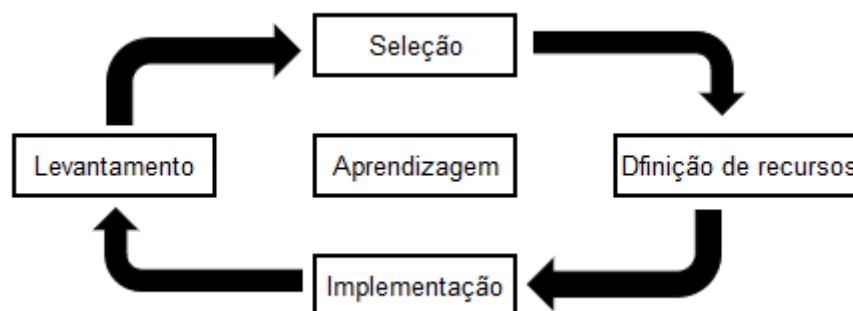 Seleção
Levantamento
Aprendizagem
Dfinição de recursos
Implementação